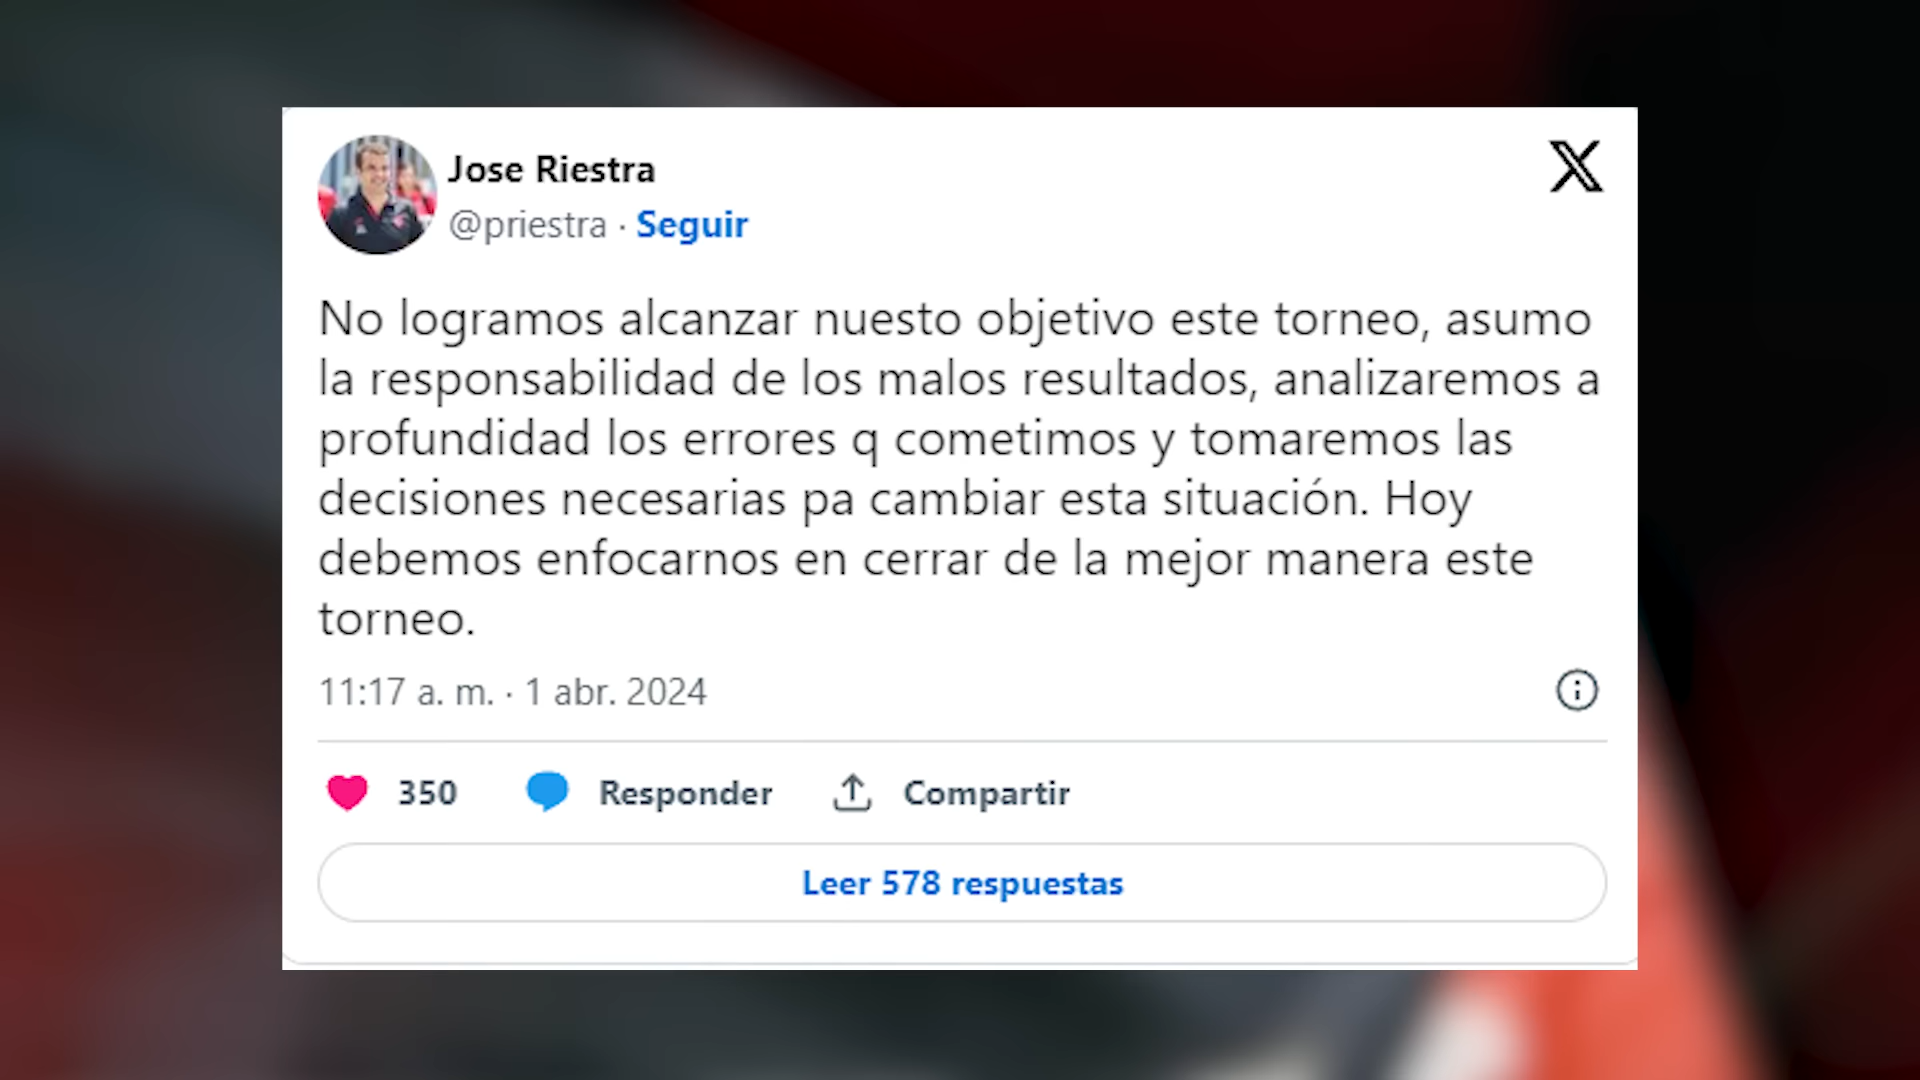 Jose Riestra
@priestra · Seguir
No logramos alcanzar nuesto objetivo este torneo, asumo
la responsabilidad de los malos resultados, analizaremos a
profundidad los errores q cometimos y tomaremos las
decisiones necesarias pa cambiar esta situación. Hoy
debemos enfocarnos en cerrar de la mejor manera este
torneo.
11:17 a. m. · 1 abr. 2024
350 Responder Compartir
Leer 578 respuestas